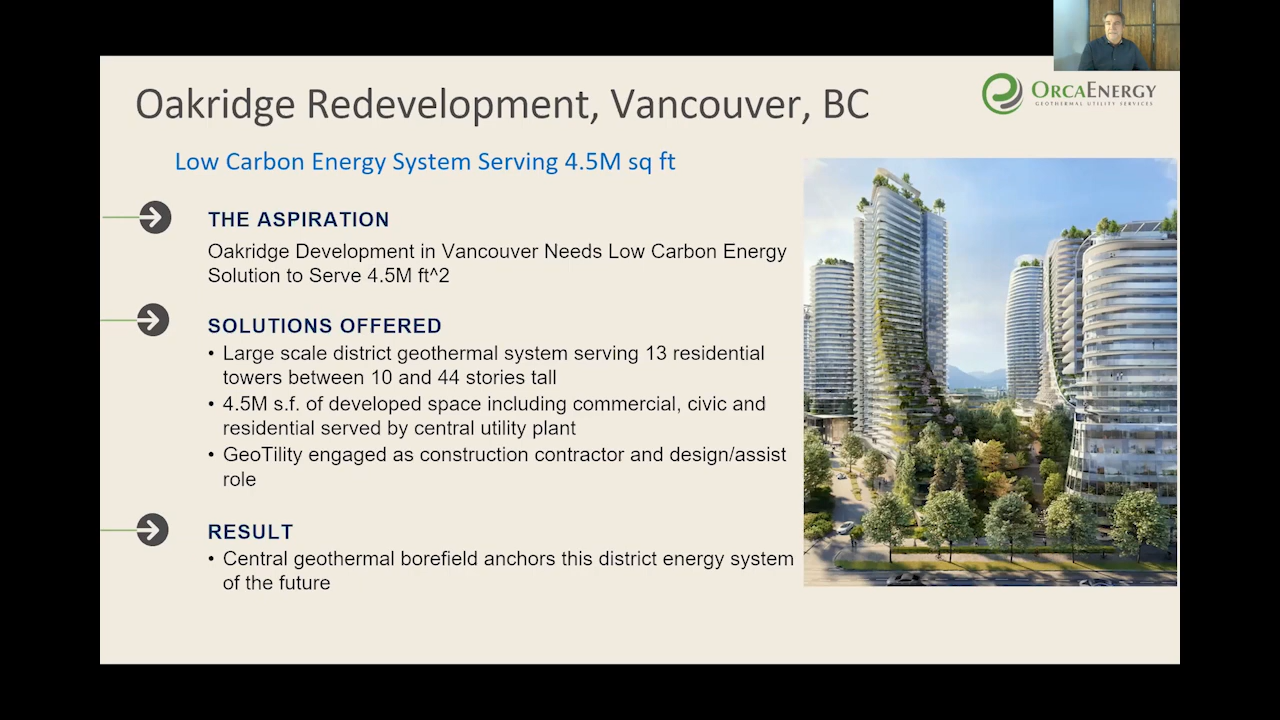 Oakridge Redevelopment, Vancouver, BC
ORCAENERGY
GEOTHERMAL UTILITY SERVICES
Low Carbon Energy System Serving 4.5M sq ft
THE ASPIRATION
Oakridge Development in Vancouver Needs Low Carbon Energy
Solution to Serve 4.5M ft^2
SOLUTIONS OFFERED
• Large scale district geothermal system serving 13 residential
towers between 10 and 44 stories tall
• 4.5M s.f. of developed space including commercial, civic and
residential served by central utility plant
• GeoTility engaged as construction contractor and design/assist
role
RESULT
• Central geothermal borefield anchors this district energy system
of the future